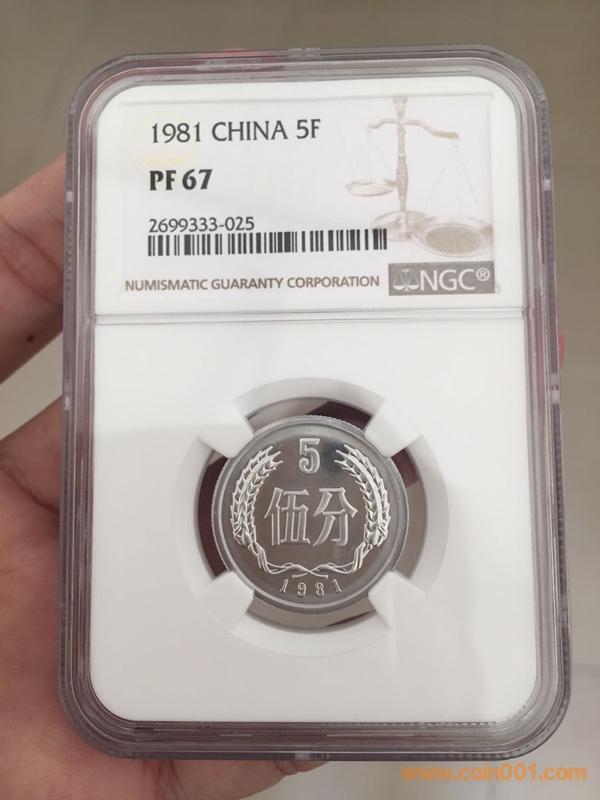 1981 CHINA 5F
PF 67
2699333-025
NUMISMATIC GUARANTY CORPORATION
NGC®
5
伍分
1981
www.coin001.com